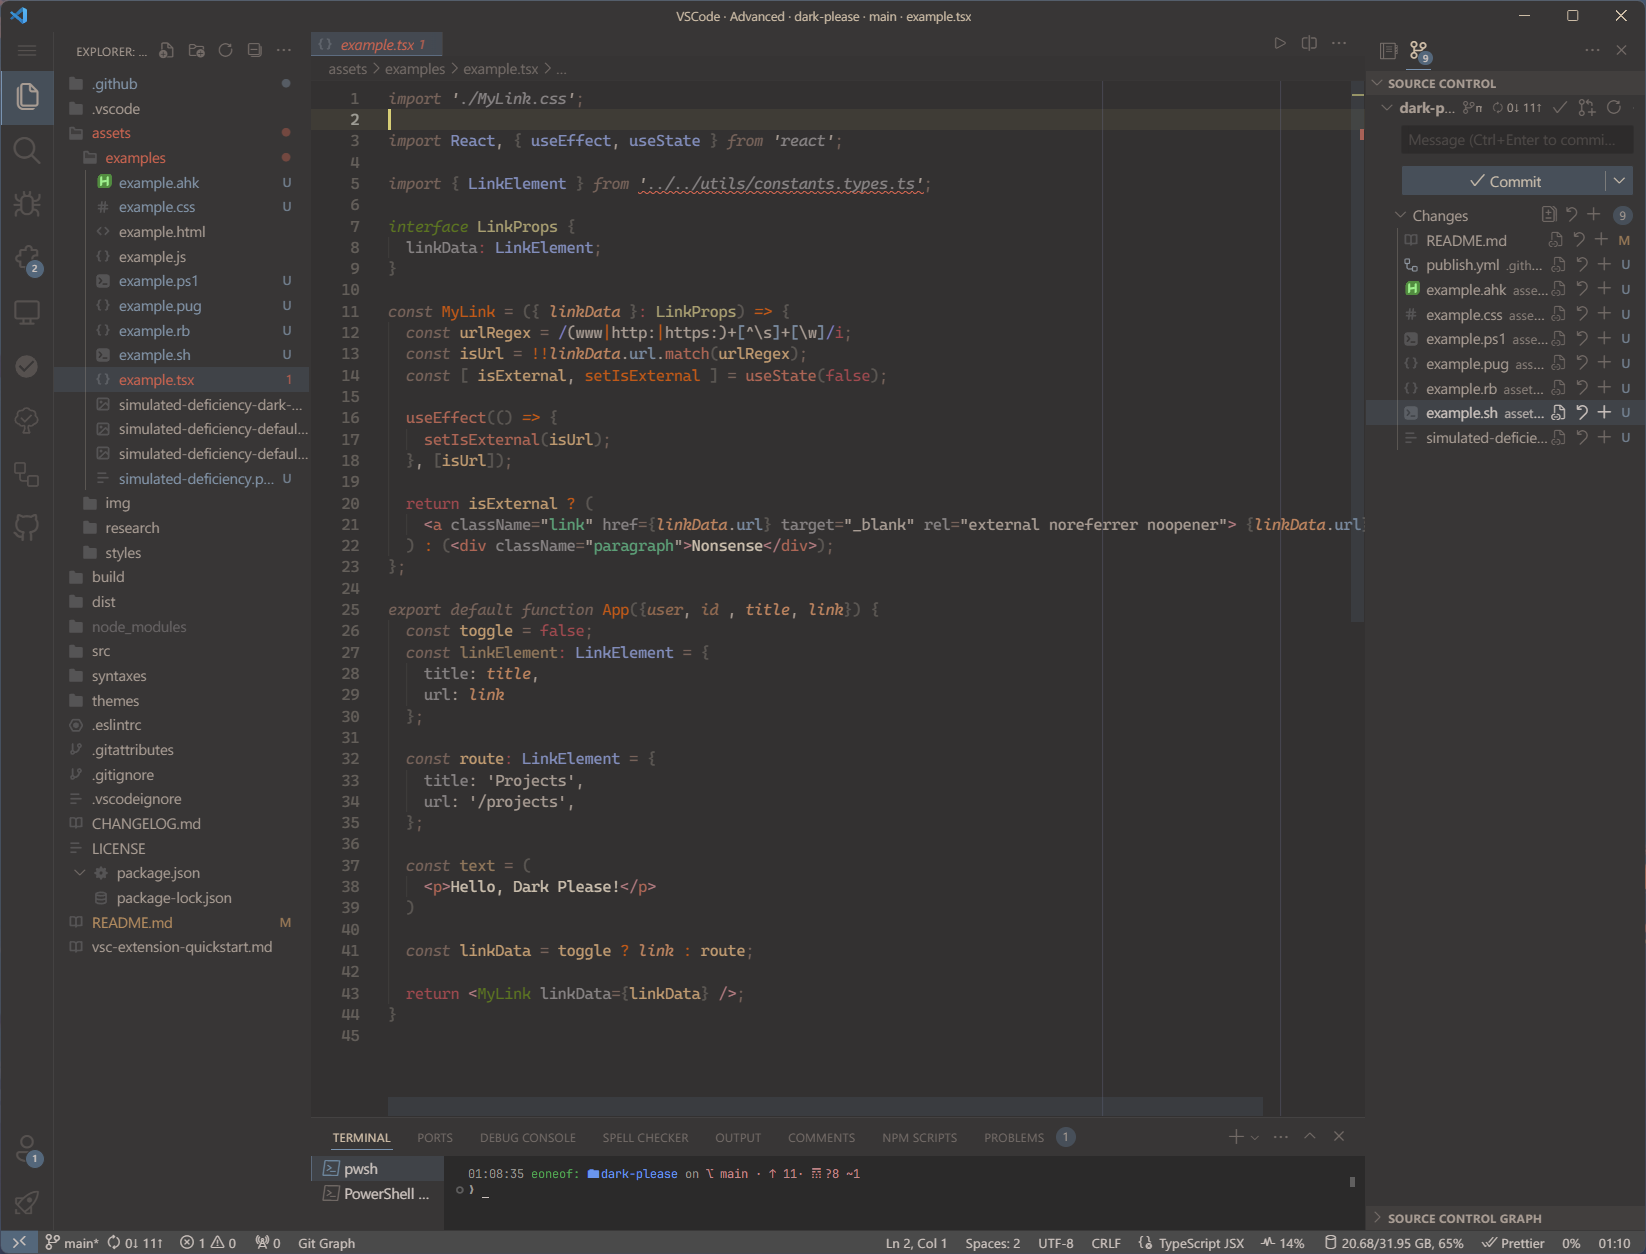 VSCode · Advanced · dark-please · main · example.tsx
EXPLORER: ...
.github
.vscode
assets
examples
example.ahk U
example.css U
example.html
example.js
example.ps1 U
example.pug U
example.rb U
example.sh U
example.tsx 1
simulated-deficiency-dark-...
simulated-deficiency-defaul...
simulated-deficiency-defaul...
simulated-deficiency.p... U
img
research
styles
build
dist
node_modules
src
syntaxes
themes
.eslintrc
.gitattributes
.gitignore
.vscodeignore
CHANGELOG.md
LICENSE
package.json
package-lock.json
README.md M
vsc-extension-quickstart.md
2
1
example.tsx 1
assets > examples > example.tsx > ...
1 import './MyLink.css';
2
3 import React, { useEffect, useState } from 'react';
4
5 import { LinkElement } from '../../utils/constants.types.ts';
6
7 interface LinkProps {
8 linkData: LinkElement;
9 }
10
11 const MyLink = ({ linkData }: LinkProps) => {
12 const urlRegex = /(www|http:|https:)+[^\s]+[\w]/i;
13 const isUrl = !!linkData.url.match(urlRegex);
14 const [ isExternal, setIsExternal ] = useState(false);
15
16 useEffect(() => {
17 setIsExternal(isUrl);
18 }, [isUrl]);
19
20 return isExternal ? (
21 <a className="link" href={linkData.url} target="_blank" rel="external noreferrer noopener"> {linkData.url}
22 ) : (<div className="paragraph">Nonsense</div>);
23 };
24
25 export default function App({user, id , title, link}) {
26 const toggle = false;
27 const linkElement: LinkElement = {
28 title: title,
29 url: link
30 };
31
32 const route: LinkElement = {
33 title: 'Projects',
34 url: '/projects',
35 };
36
37 const text = (
38 <p>Hello, Dark Please!</p>
39 )
40
41 const linkData = toggle ? link : route;
42
43 return <MyLink linkData={linkData} />;
44 }
45
TERMINAL PORTS DEBUG CONSOLE SPELL CHECKER OUTPUT COMMENTS NPM SCRIPTS PROBLEMS 1
pwsh
PowerShell ...
01:08:35 eoneof: dark-please on main · ↑ 11· ?8 ~1
❯ _
9
SOURCE CONTROL
dark-p... 0↓ 11↑
Message (Ctrl+Enter to commi...
Commit
Changes 9
README.md M
publish.yml .gith... U
example.ahk asse... U
example.css asse... U
example.ps1 asse... U
example.pug ass... U
example.rb asset... U
example.sh asset... U
simulated-deficie... U
SOURCE CONTROL GRAPH
main* 0↓ 11↑ 1 0 0 Git Graph
Ln 2, Col 1 Spaces: 2 UTF-8 CRLF TypeScript JSX 14% 20.68/31.95 GB, 65% Prettier 0% 01:10